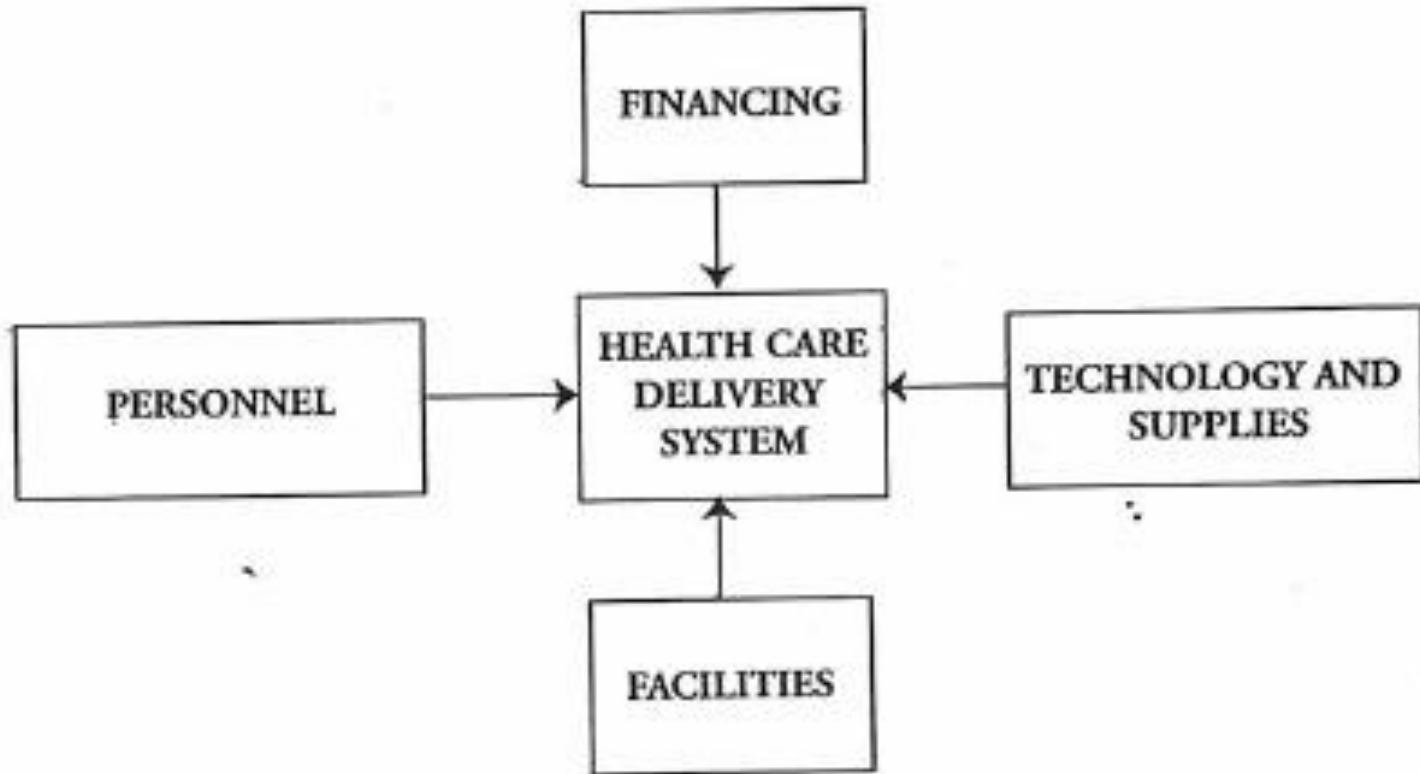 FINANCING
HEALTH CARE
DELIVERY
SYSTEM
PERSONNEL
TECHNOLOGY AND
SUPPLIES
FACILITIES